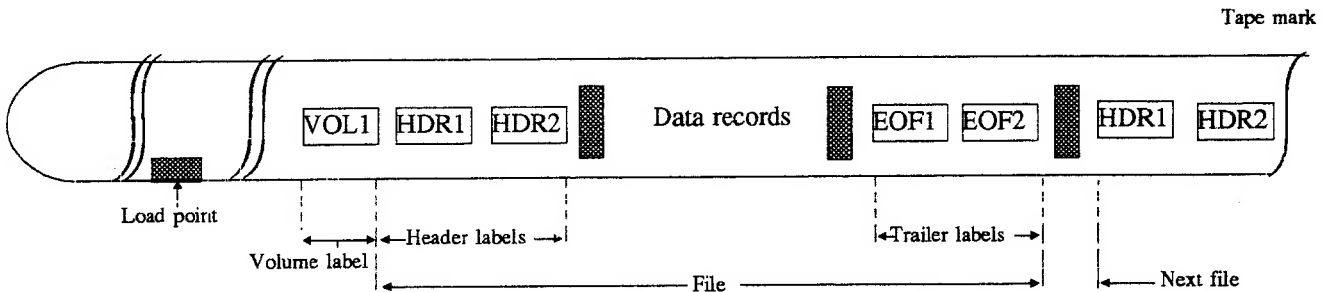 Tape mark
VOL1 HDR1 HDR2 Data records EOF1 EOF2 HDR1 HDR2
Load point
Header labels
Trailer labels
Volume label
File
Next file